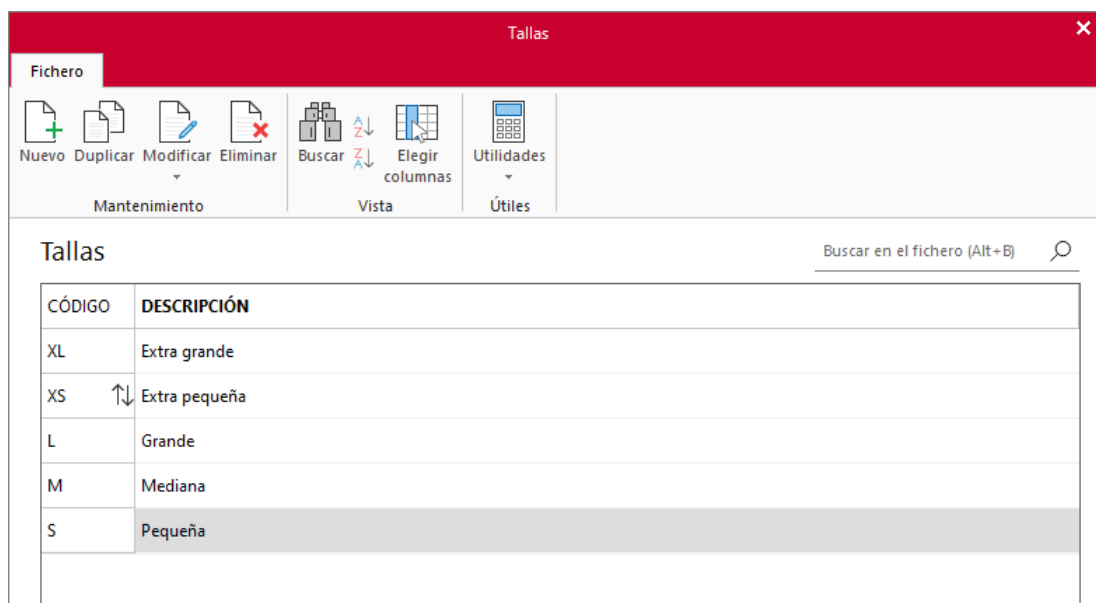 Tallas
Fichero
Nuevo Duplicar Modificar Eliminar Buscar Elegir columnas Utilidades
Mantenimiento Vista Útiles
Tallas Buscar en el fichero (Alt+B)
CÓDIGO DESCRIPCIÓN
XL Extra grande
XS Extra pequeña
L Grande
M Mediana
S Pequeña